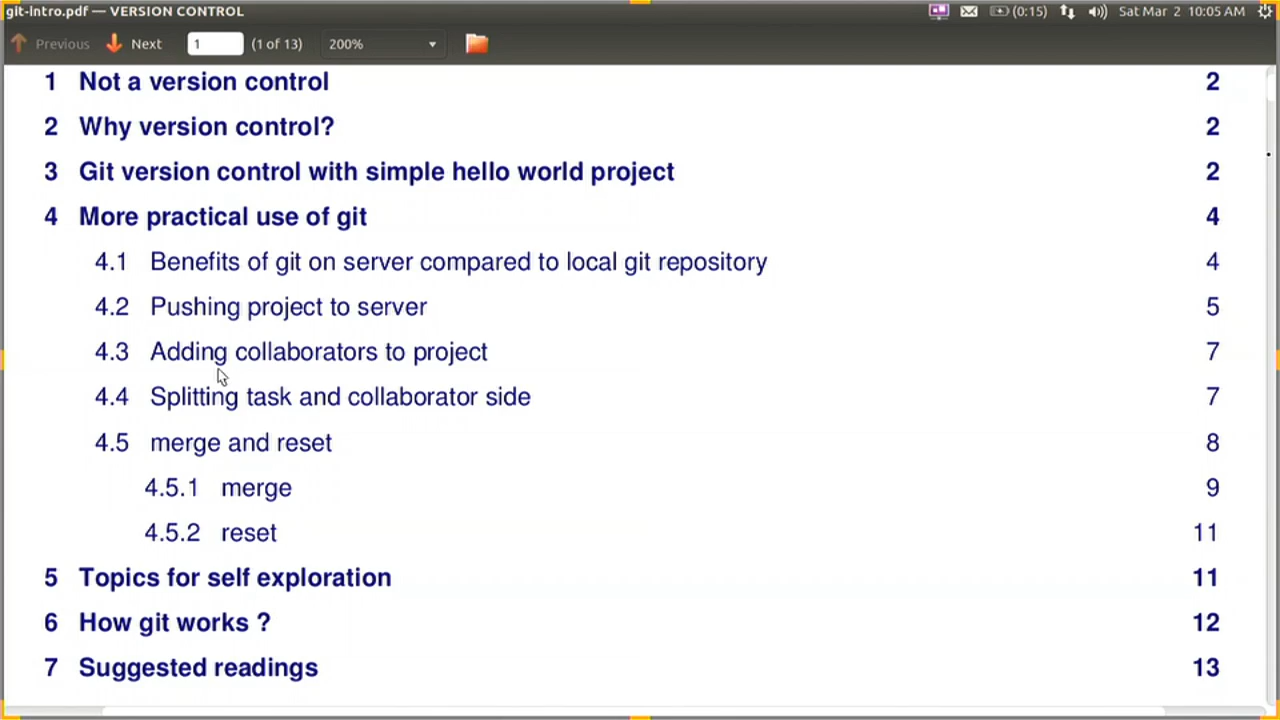 git-intro.pdf — VERSION CONTROL (0:15) Sat Mar 2 10:05 AM
Previous Next 1 (1 of 13) 200%
1 Not a version control 2
2 Why version control? 2
3 Git version control with simple hello world project 2
4 More practical use of git 4
4.1 Benefits of git on server compared to local git repository 4
4.2 Pushing project to server 5
4.3 Adding collaborators to project 7
4.4 Splitting task and collaborator side 7
4.5 merge and reset 8
4.5.1 merge 9
4.5.2 reset 11
5 Topics for self exploration 11
6 How git works ? 12
7 Suggested readings 13